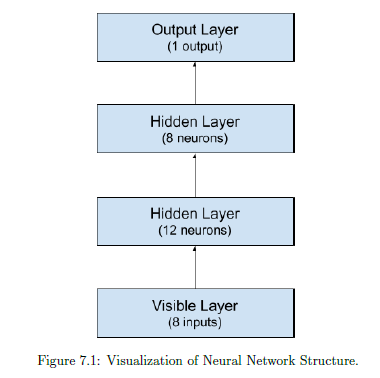 Output Layer
(1 output)
Hidden Layer
(8 neurons)
Hidden Layer
(12 neurons)
Visible Layer
(8 inputs)
Figure 7.1: Visualization of Neural Network Structure.